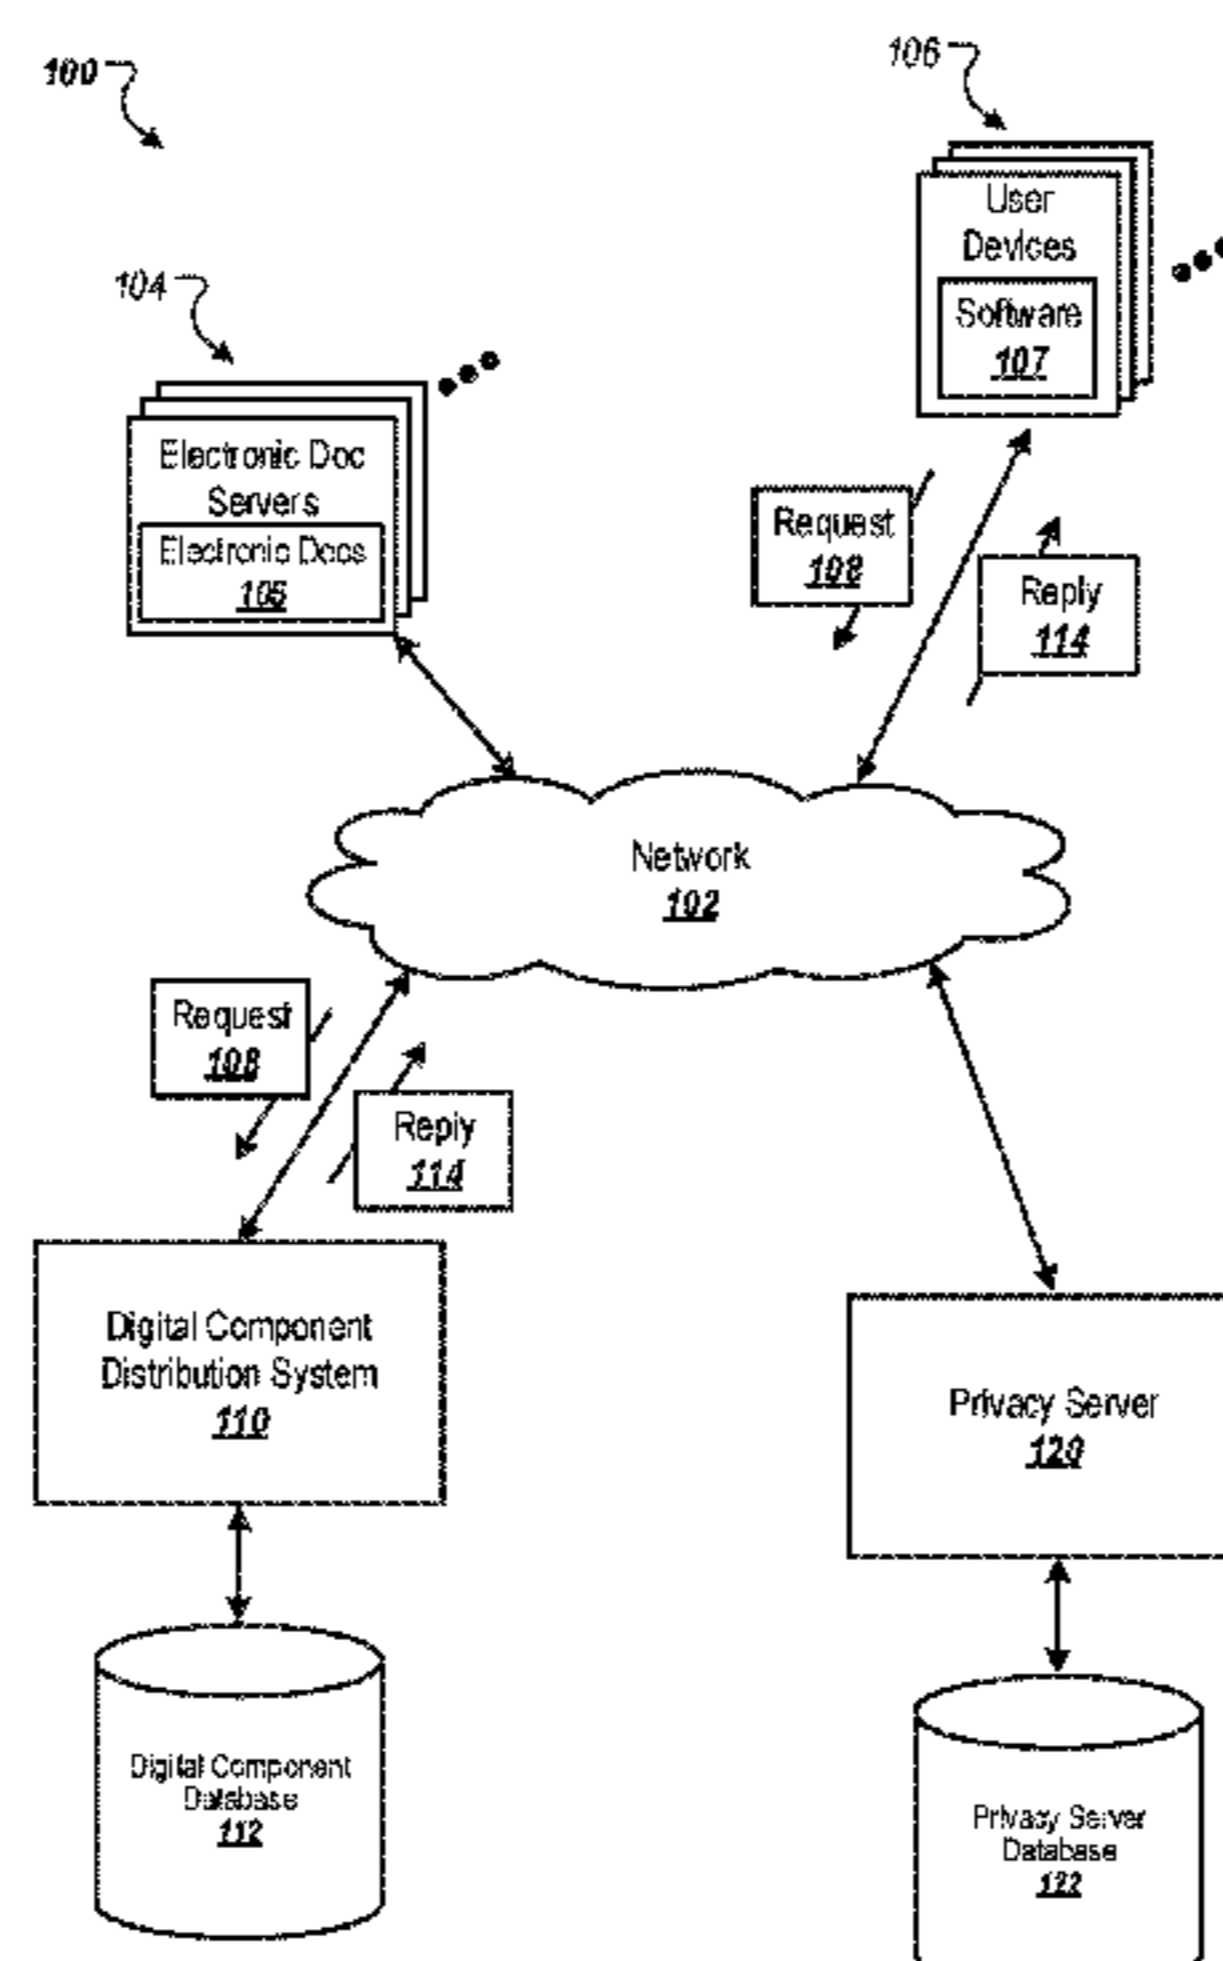 100
106
User
Devices
Software
107
104
Electronic Doc
Servers
Electronic Docs
105
Request
108
Reply
114
Network
102
Request
108
Reply
114
Digital Component
Distribution System
110
Privacy Server
120
Digital Component
Database
112
Privacy Server
Database
122